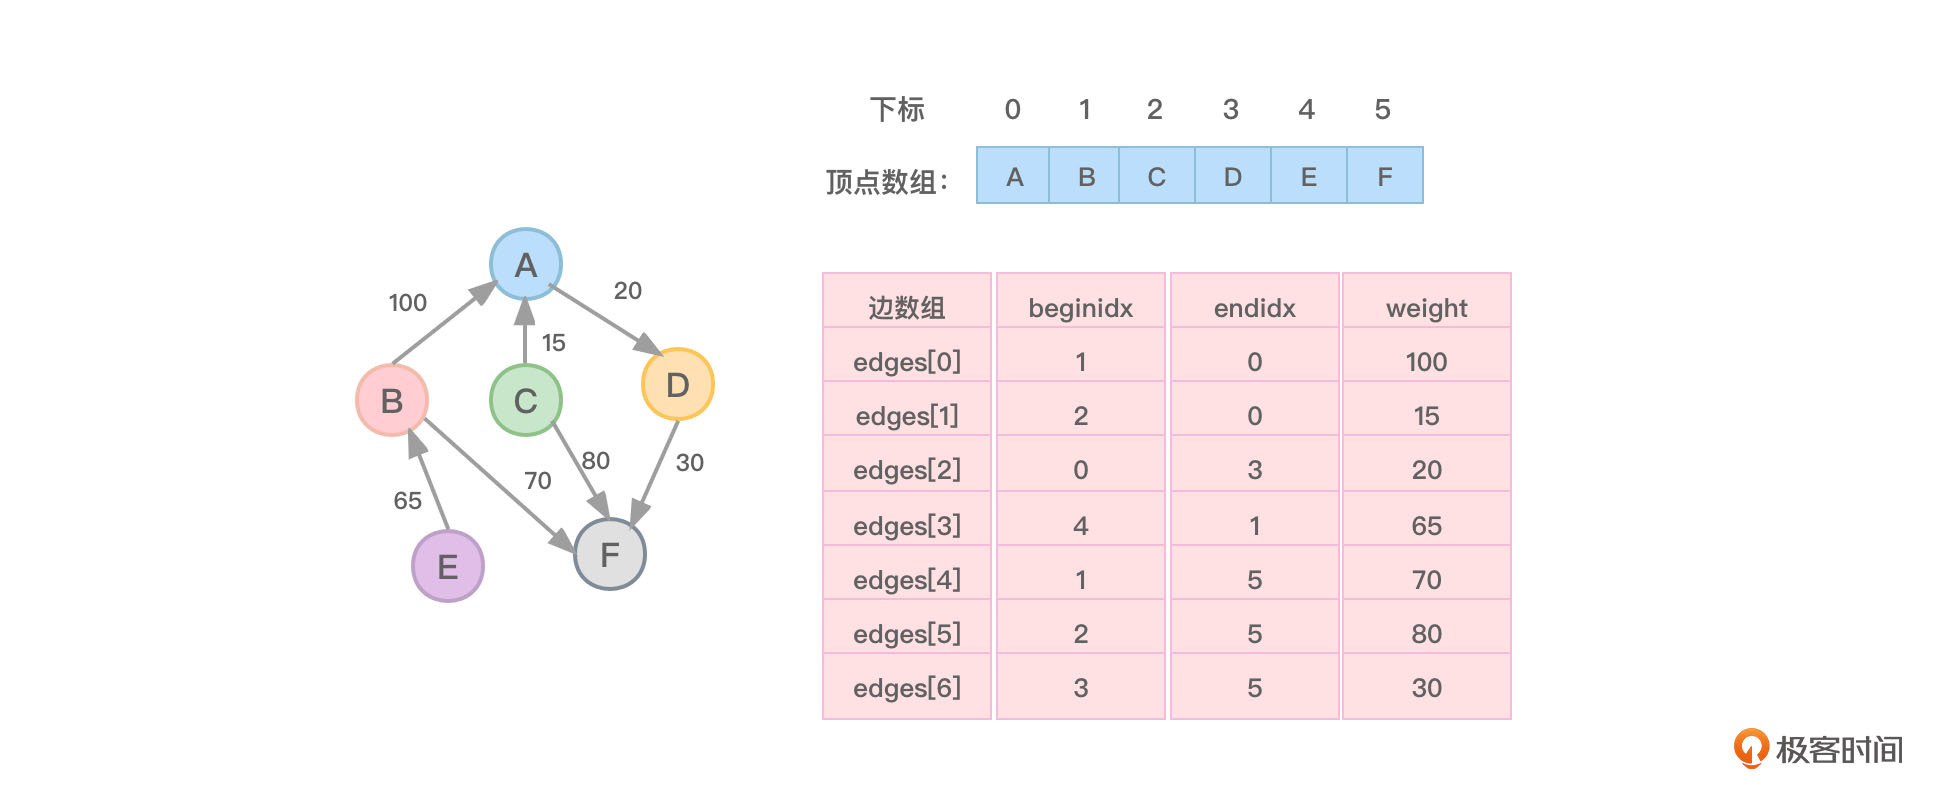 下标 0 1 2 3 4 5
顶点数组： A B C D E F
A
100
20
15
B
C
D
80
30
70
65
E
F
边数组 beginidx endidx weight
edges[0] 1 0 100
edges[1] 2 0 15
edges[2] 0 3 20
edges[3] 4 1 65
edges[4] 1 5 70
edges[5] 2 5 80
edges[6] 3 5 30
极客时间